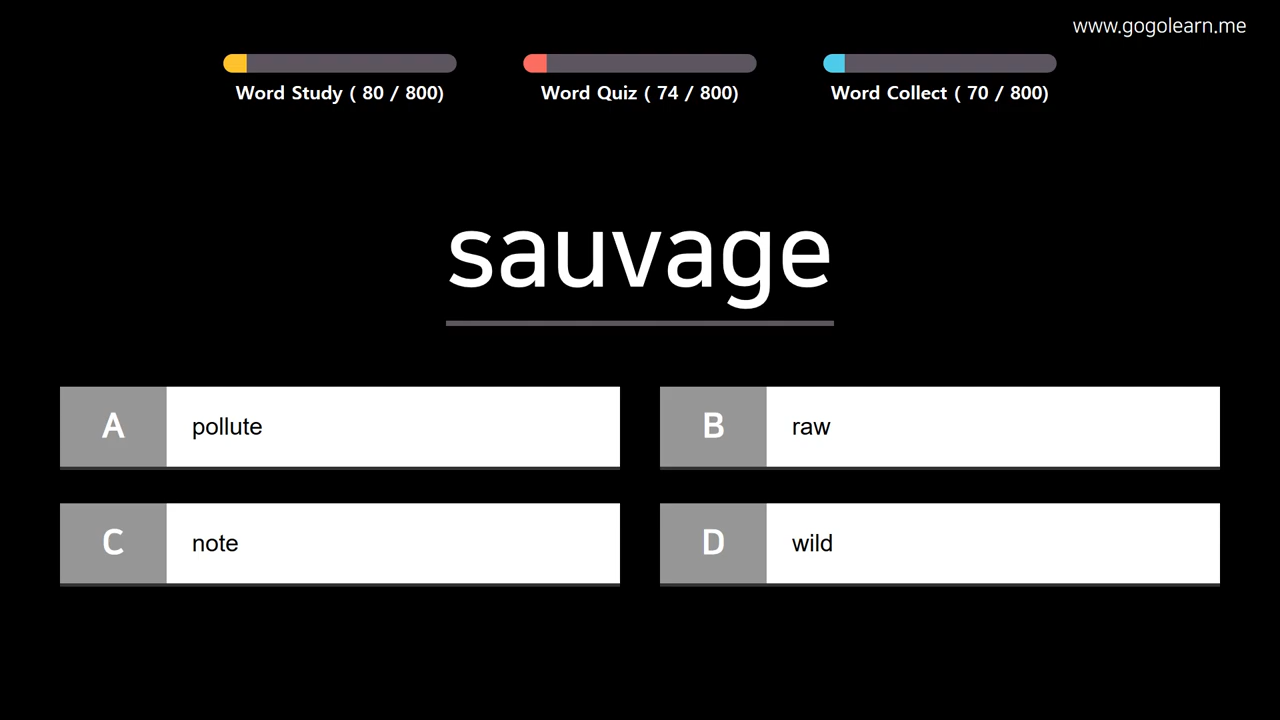 www.gogolearn.me
Word Study ( 80 / 800)
Word Quiz ( 74 / 800)
Word Collect ( 70 / 800)
sauvage
A pollute
B raw
C note
D wild